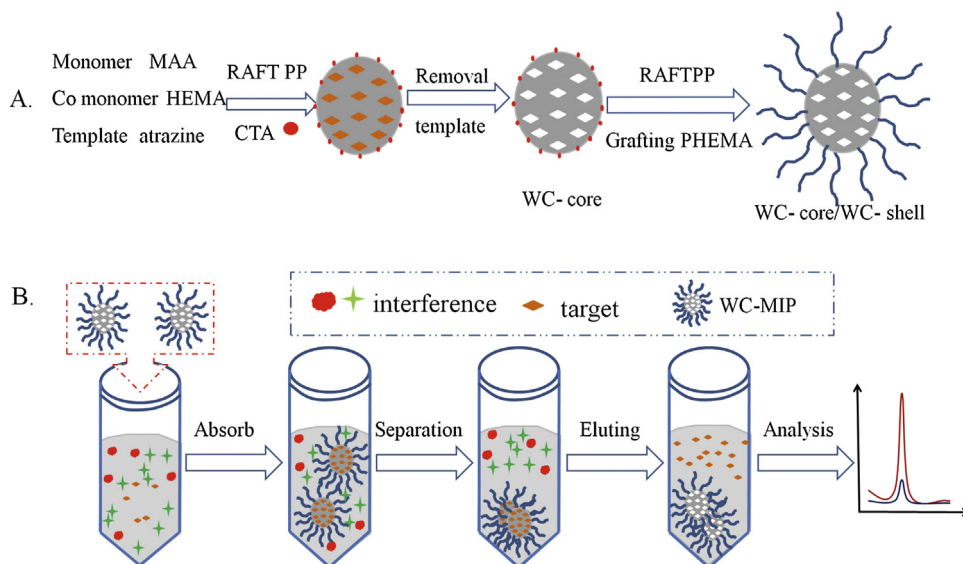 A.
Monomer MAA
Co monomer HEMA
Template atrazine
RAFT PP
CTA
Removal
template
WC- core
RAFTPP
Grafting PHEMA
WC- core/WC- shell
B.
interference
target
WC-MIP
Absorb
Separation
Eluting
Analysis